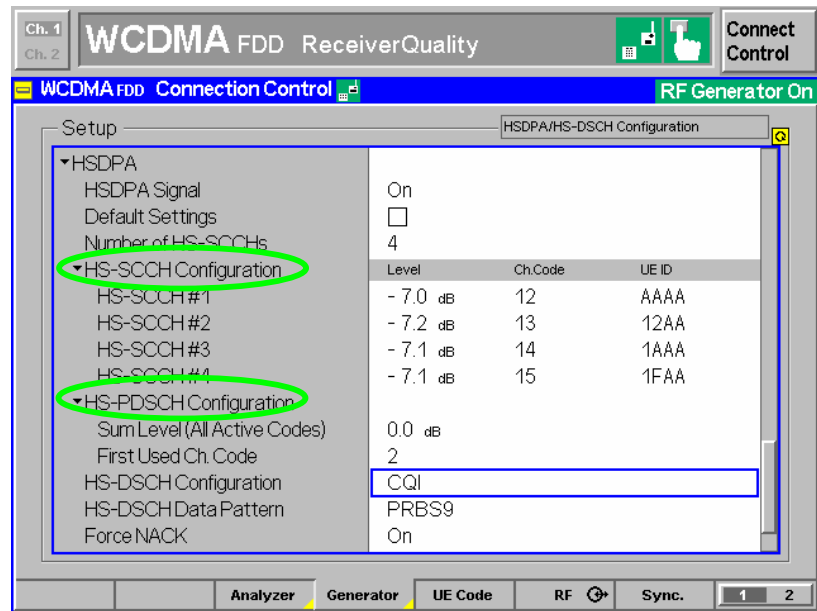 Ch. 1
Ch. 2
WCDMA FDD ReceiverQuality
Connect
Control
WCDMA FDD Connection Control
RF Generator On
Setup
HSDPA/HS-DSCH Configuration
HSDPA
HSDPA Signal On
Default Settings
Number of HS-SCCHs 4
HS-SCCH Configuration Level Ch.Code UE ID
HS-SCCH #1 - 7.0 dB 12 AAAA
HS-SCCH #2 - 7.2 dB 13 12AA
HS-SCCH #3 - 7.1 dB 14 1AAA
HS-SCCH #4 - 7.1 dB 15 1FAA
HS-PDSCH Configuration
Sum Level (All Active Codes) 0.0 dB
First Used Ch. Code 2
HS-DSCH Configuration CQI
HS-DSCH Data Pattern PRBS9
Force NACK On
Analyzer Generator UE Code RF Sync. 1 2